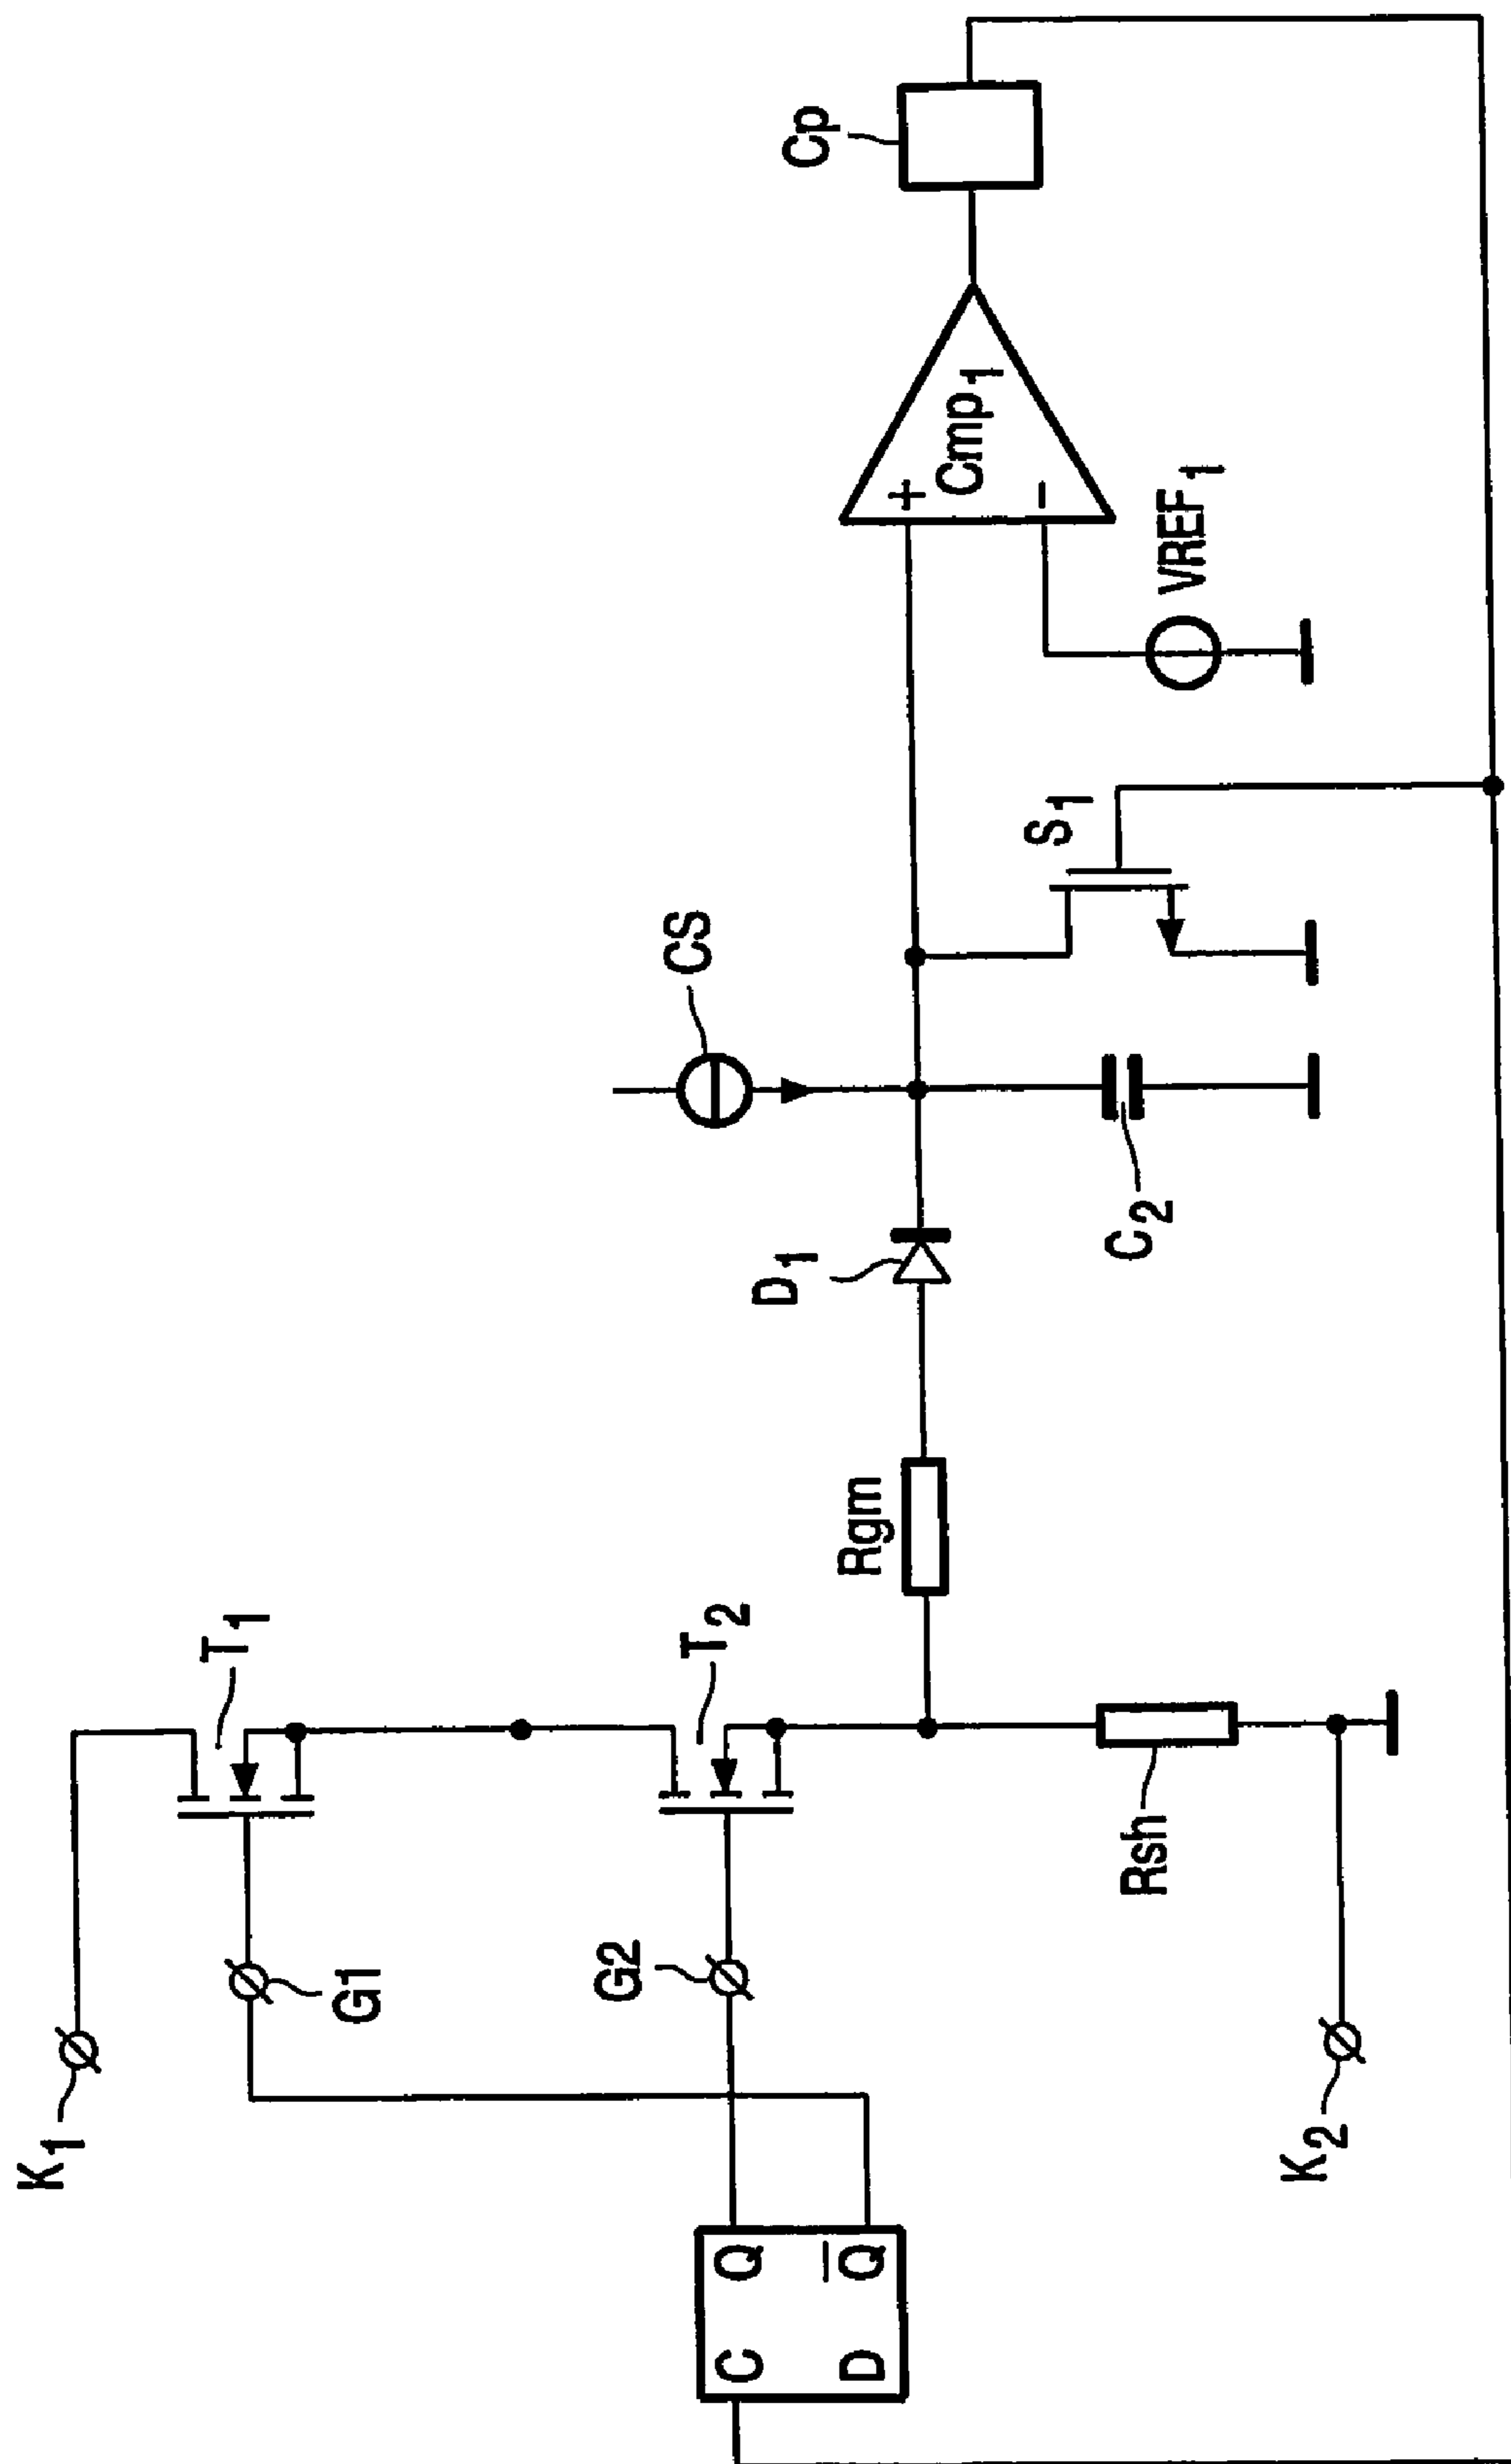 K1
G1
T1
G2
T2
C Q
D Q̅
K2
Rsh
Rgm
D1
C2
CS
S1
VREF1
+
Cmp1
-
Cp